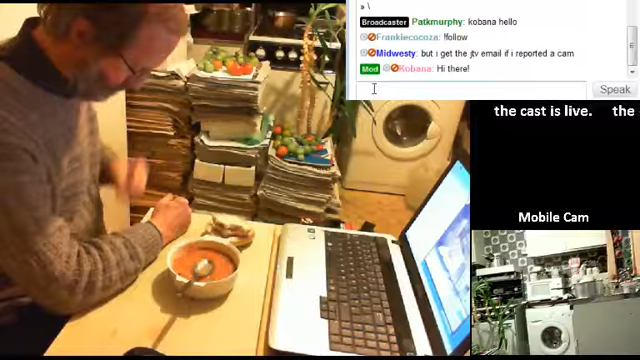 Broadcaster Patkmurphy: kobana hello
Frankiecocoza: !follow
Midwesty: but i get the jtv email if i reported a cam
Mod Kobana: Hi there!
Speak
the cast is live. the
Mobile Cam